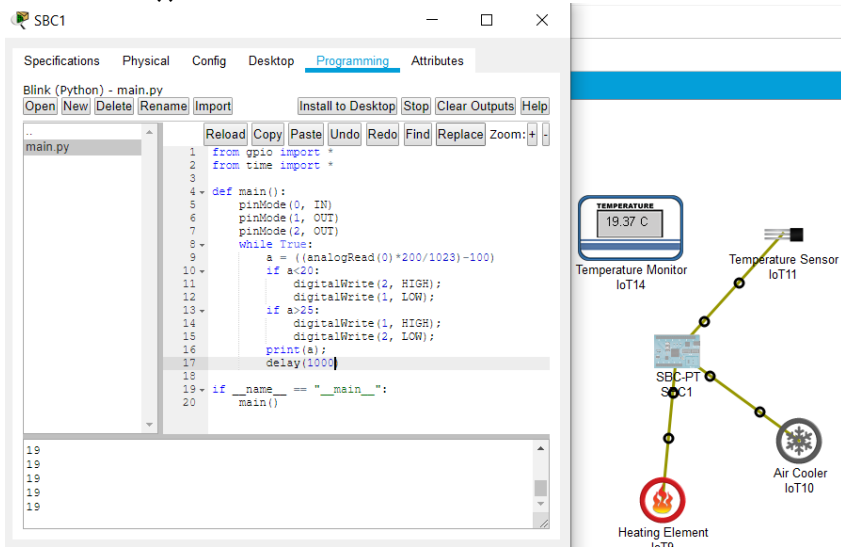 SBC1
Specifications Physical Config Desktop Programming Attributes
Blink (Python) - main.py
Open New Delete Rename Import Install to Desktop Stop Clear Outputs Help
..
main.py
Reload Copy Paste Undo Redo Find Replace Zoom: + -
1 from gpio import *
2 from time import *
3
4 def main():
5 pinMode(0, IN)
6 pinMode(1, OUT)
7 pinMode(2, OUT)
8 while True:
9 a = ((analogRead(0)*200/1023)-100)
10 if a<20:
11 digitalWrite(2, HIGH);
12 digitalWrite(1, LOW);
13 if a>25:
14 digitalWrite(1, HIGH);
15 digitalWrite(2, LOW);
16 print(a);
17 delay(1000)
18
19 if __name__ == "__main__":
20 main()
19
19
19
19
19
TEMPERATURE
19.37 C
Temperature Monitor
IoT14
Temperature Sensor
IoT11
SBC-PT
SBC1
Air Cooler
IoT10
Heating Element
IoT9